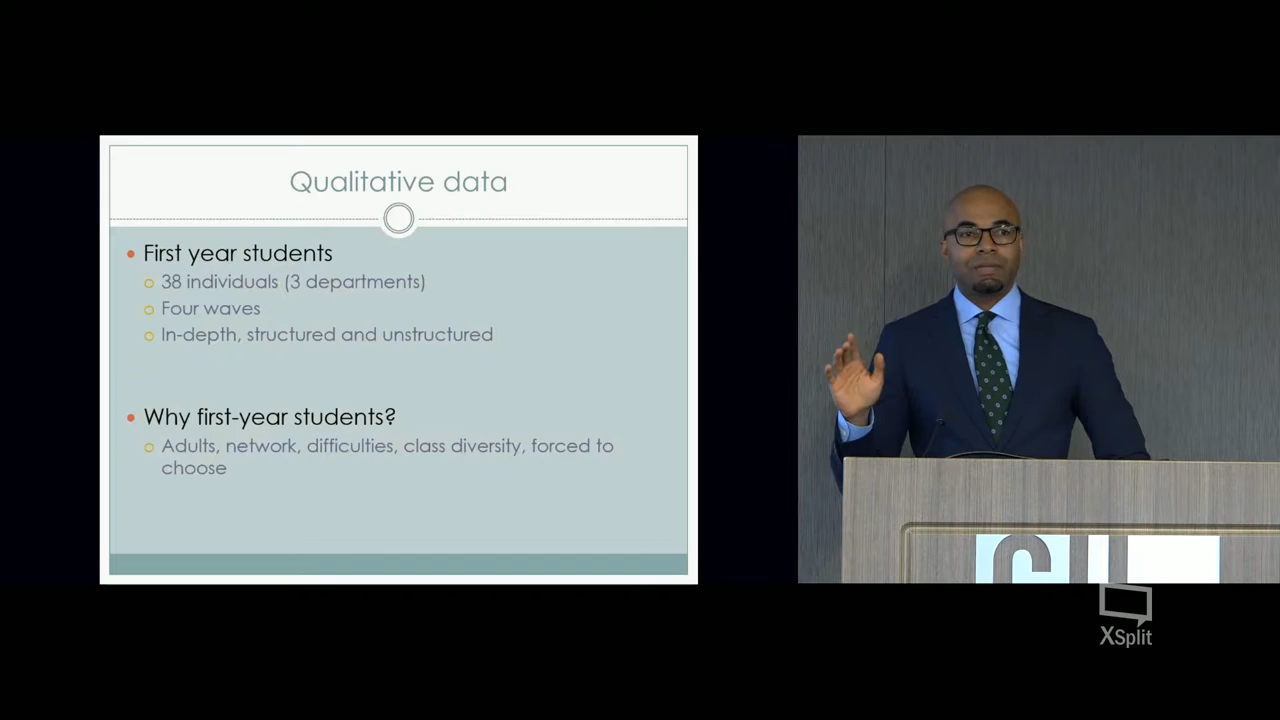 Qualitative data
First year students
38 individuals (3 departments)
Four waves
In-depth, structured and unstructured
Why first-year students?
Adults, network, difficulties, class diversity, forced to
choose
XSplit